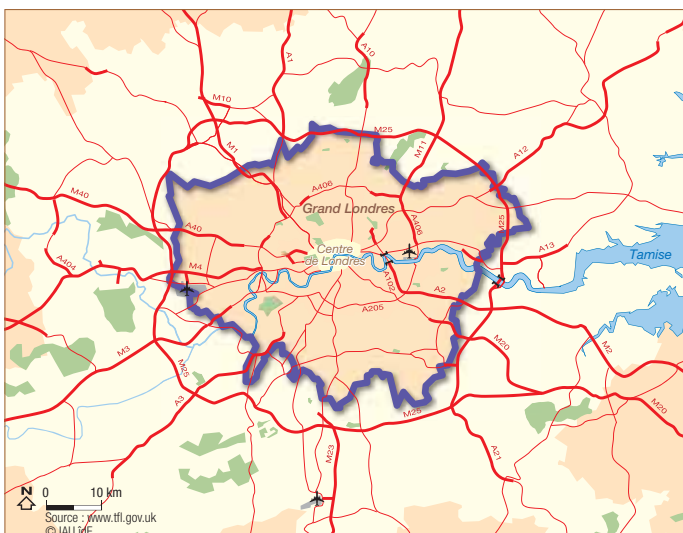 A1
A10
M10
M25
M1
M11
A12
M40
A406
Grand Londres
A406
M25
A40
A404
M4
Centre
de Londres
A13
Tamise
A102
A2
A205
M3
M25
M20
M2
A3
M25
M20
M23
A21
N
0 10 km
Source : www.tfl.gov.uk
© IAU îdF